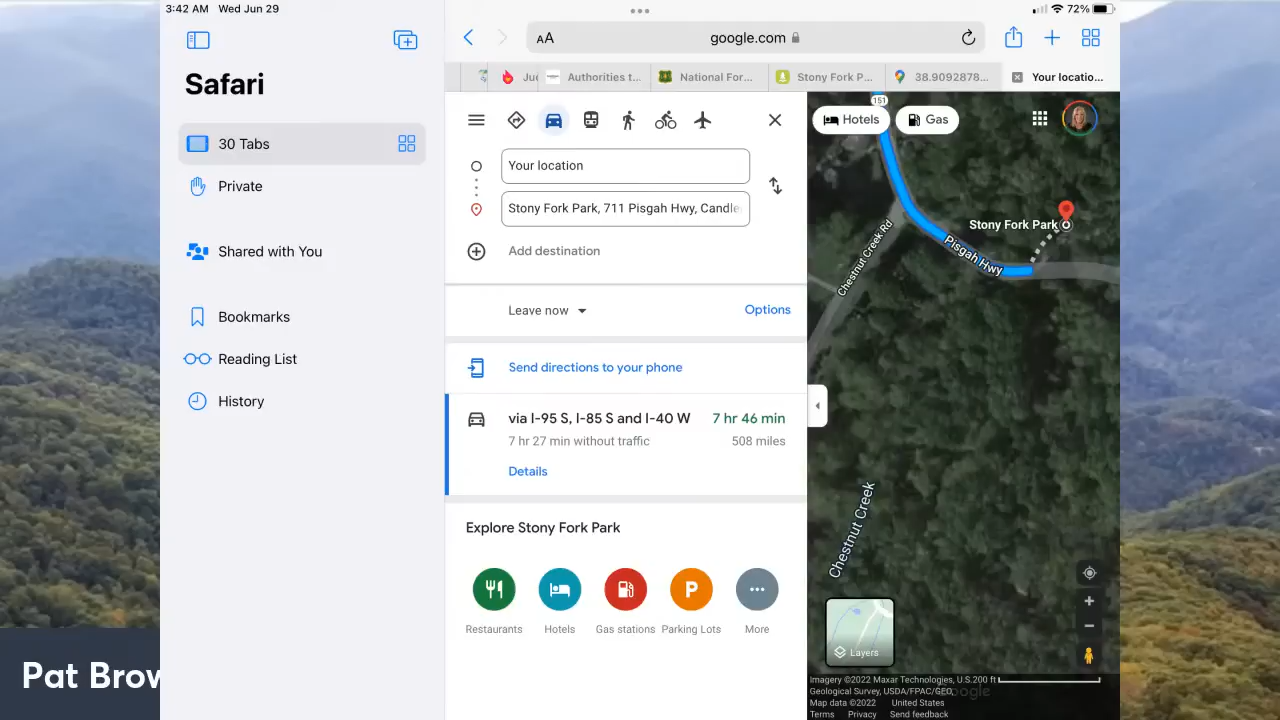 3:42 AM Wed Jun 29
72%
Safari
30 Tabs
Private
Shared with You
Bookmarks
Reading List
History
AA
google.com
Authorities t...
National For...
Stony Fork P...
38.9092878...
Your locatio...
Your location
Stony Fork Park, 711 Pisgah Hwy, Candle
Add destination
Leave now
Options
Send directions to your phone
via I-95 S, I-85 S and I-40 W
7 hr 46 min
7 hr 27 min without traffic
508 miles
Details
Explore Stony Fork Park
Restaurants
Hotels
Gas stations
P
Parking Lots
More
151
Hotels
Gas
Stony Fork Park
Pisgah Hwy
Chestnut Creek Rd
Chestnut Creek
Layers
Imagery ©2022 Maxar Technologies, U.S.
200 ft
Geological Survey, USDA/FPAC/GEO,
Google
Map data ©2022 United States
Terms Privacy Send feedback
Pat Brow